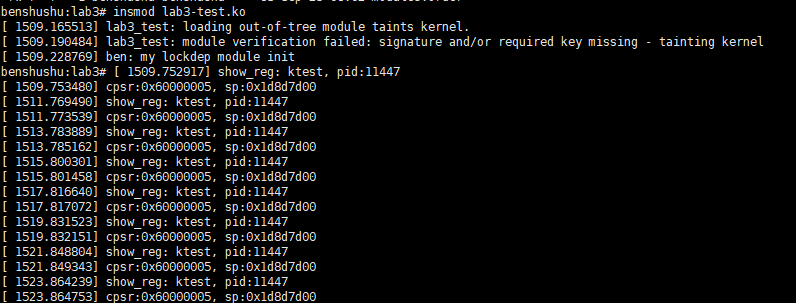 benshushu:lab3# insmod lab3-test.ko
[ 1509.165513] lab3_test: loading out-of-tree module taints kernel.
[ 1509.190484] lab3_test: module verification failed: signature and/or required key missing - tainting kernel
[ 1509.228769] ben: my lockdep module init
benshushu:lab3# [ 1509.752917] show_reg: ktest, pid:11447
[ 1509.753480] cpsr:0x60000005, sp:0x1d8d7d00
[ 1511.769490] show_reg: ktest, pid:11447
[ 1511.773539] cpsr:0x60000005, sp:0x1d8d7d00
[ 1513.783889] show_reg: ktest, pid:11447
[ 1513.785162] cpsr:0x60000005, sp:0x1d8d7d00
[ 1515.800301] show_reg: ktest, pid:11447
[ 1515.801458] cpsr:0x60000005, sp:0x1d8d7d00
[ 1517.816640] show_reg: ktest, pid:11447
[ 1517.817072] cpsr:0x60000005, sp:0x1d8d7d00
[ 1519.831523] show_reg: ktest, pid:11447
[ 1519.832151] cpsr:0x60000005, sp:0x1d8d7d00
[ 1521.848804] show_reg: ktest, pid:11447
[ 1521.849343] cpsr:0x60000005, sp:0x1d8d7d00
[ 1523.864239] show_reg: ktest, pid:11447
[ 1523.864753] cpsr:0x60000005, sp:0x1d8d7d00